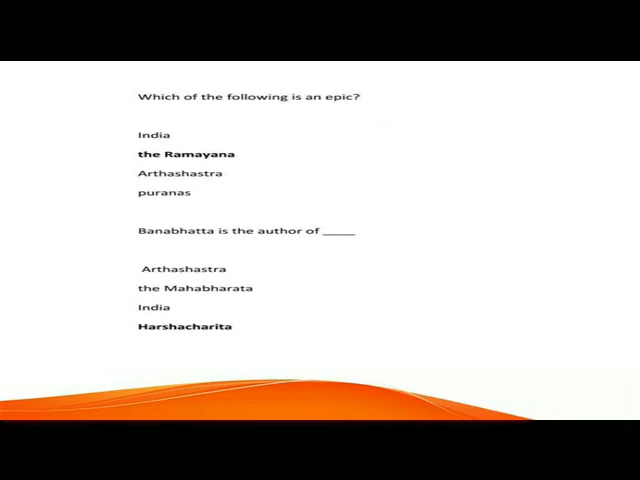 Which of the following is an epic?
India
the Ramayana
Arthashastra
puranas
Banabhatta is the author of _____
Arthashastra
the Mahabharata
India
Harshacharita